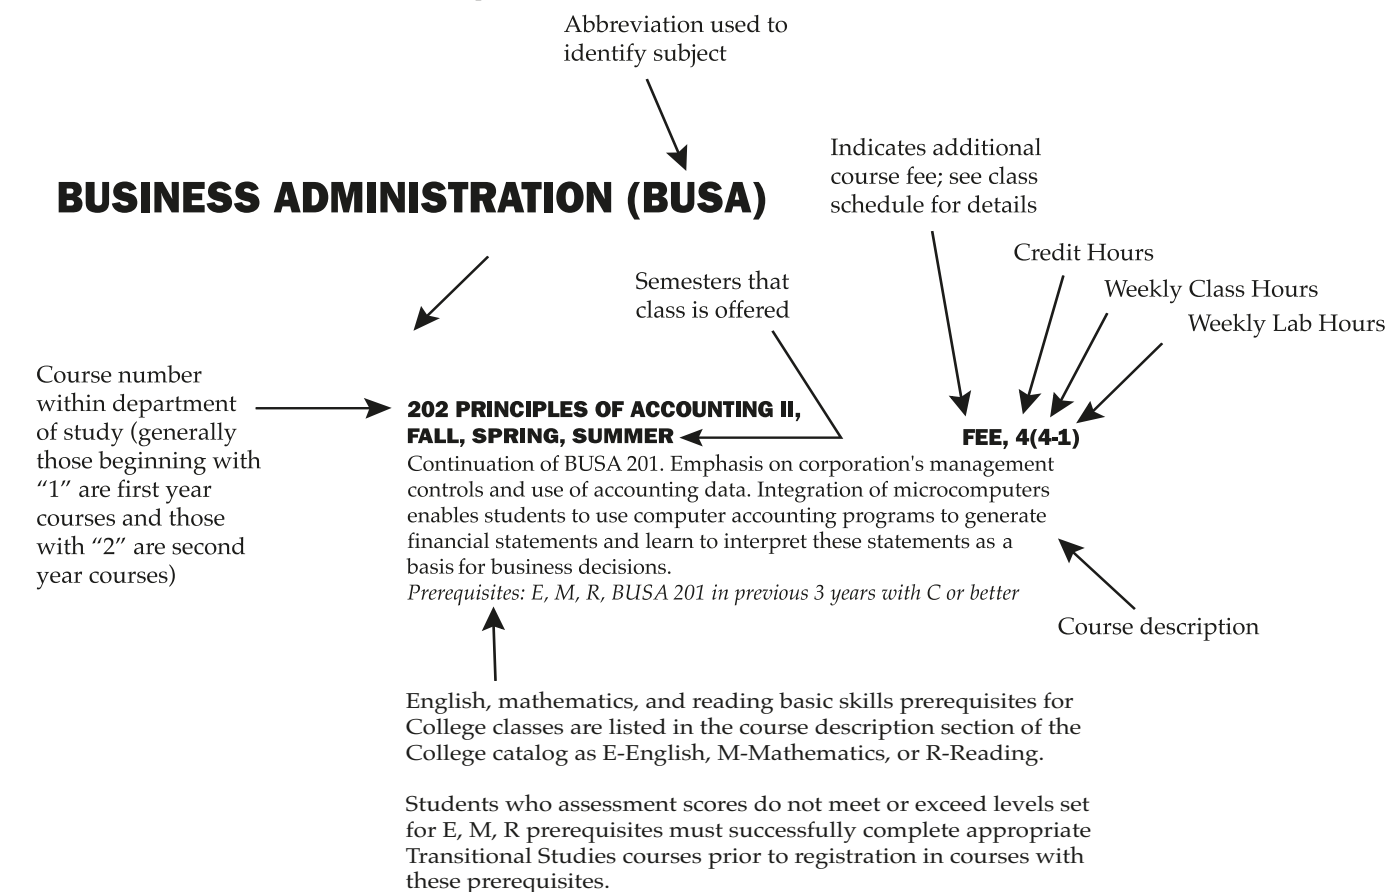 Abbreviation used to
identify subject
BUSINESS ADMINISTRATION (BUSA)
Indicates additional
course fee; see class
schedule for details
Credit Hours
Weekly Class Hours
Weekly Lab Hours
Semesters that
class is offered
Course number
within department
of study (generally
those beginning with
“1” are first year
courses and those
with “2” are second
year courses)
202 PRINCIPLES OF ACCOUNTING II,
FALL, SPRING, SUMMER
FEE, 4(4-1)
Continuation of BUSA 201. Emphasis on corporation's management
controls and use of accounting data. Integration of microcomputers
enables students to use computer accounting programs to generate
financial statements and learn to interpret these statements as a
basis for business decisions.
Prerequisites: E, M, R, BUSA 201 in previous 3 years with C or better
Course description
English, mathematics, and reading basic skills prerequisites for
College classes are listed in the course description section of the
College catalog as E-English, M-Mathematics, or R-Reading.
Students who assessment scores do not meet or exceed levels set
for E, M, R prerequisites must successfully complete appropriate
Transitional Studies courses prior to registration in courses with
these prerequisites.